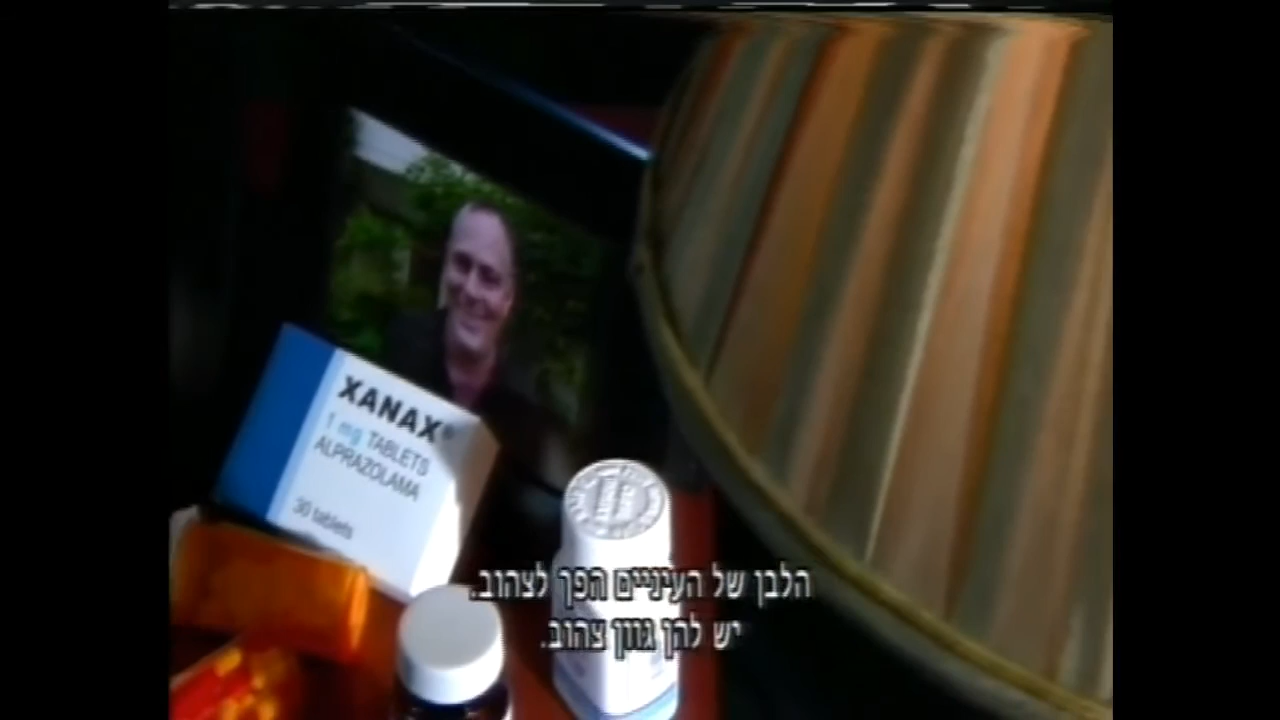 XANAX®
1 mg TABLETS
ALPRAZOLAMA
30 tablets
הלבן של העיניים הפך לצהוב.
יש להן גוון צהוב.